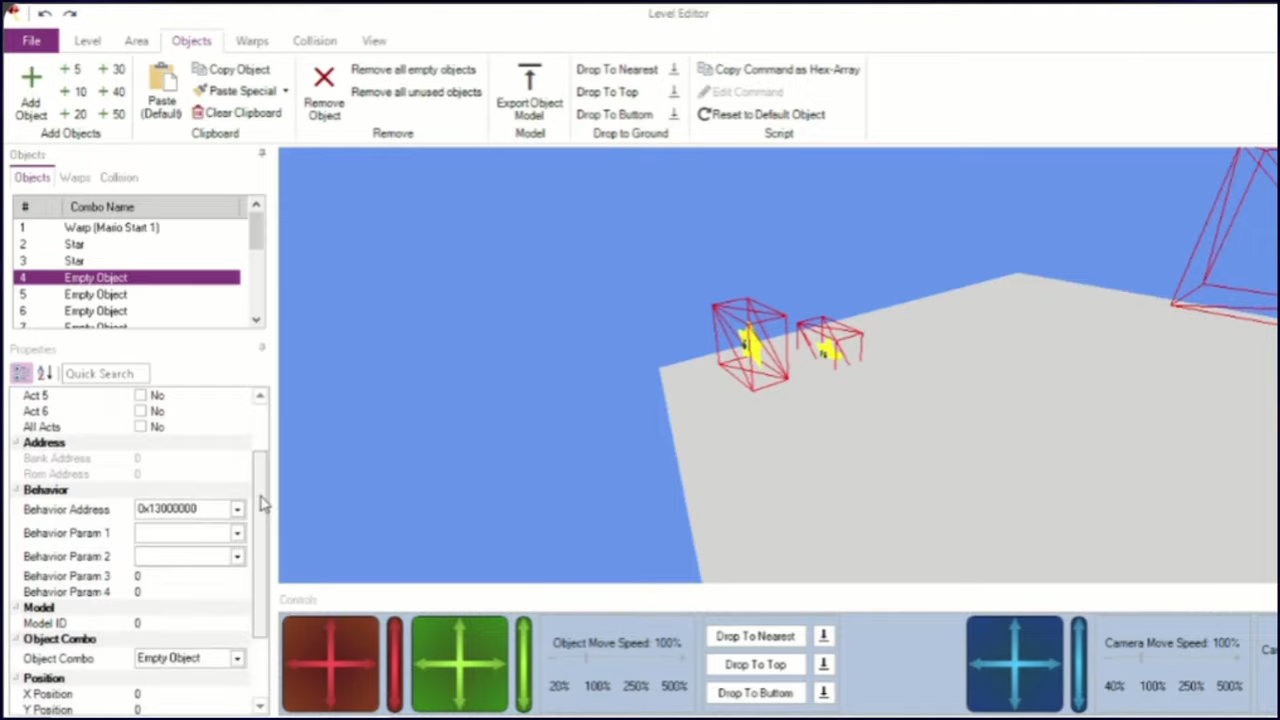 Level Editor
File Level Area Objects Warps Collision View
Add Object
+ 5 + 30
+ 10 + 40
+ 20 + 50
Add Objects
Paste (Default)
Copy Object
Paste Special
Clear Clipboard
Clipboard
Remove Object
Remove all empty objects
Remove all unused objects
Remove
Export Object Model
Model
Drop To Nearest
Drop To Top
Drop To Buttom
Drop to Ground
Copy Command as Hex-Array
Edit Command
Reset to Default Object
Script
Objects
Objects Warps Collision
# Combo Name
1 Warp (Mario Start 1)
2 Star
3 Star
4 Empty Object
5 Empty Object
6 Empty Object
7 Empty Object
Properties
Quick Search
Act 5 No
Act 6 No
All Acts No
Address
Bank Address 0
Rom Address 0
Behavior
Behavior Address 0x13000000
Behavior Param 1
Behavior Param 2
Behavior Param 3 0
Behavior Param 4 0
Model
Model ID 0
Object Combo
Object Combo Empty Object
Position
X Position 0
Y Position 0
Controls
Object Move Speed: 100%
20% 100% 250% 500%
Drop To Nearest
Drop To Top
Drop To Buttom
Camera Move Speed: 100%
40% 100% 250% 500%